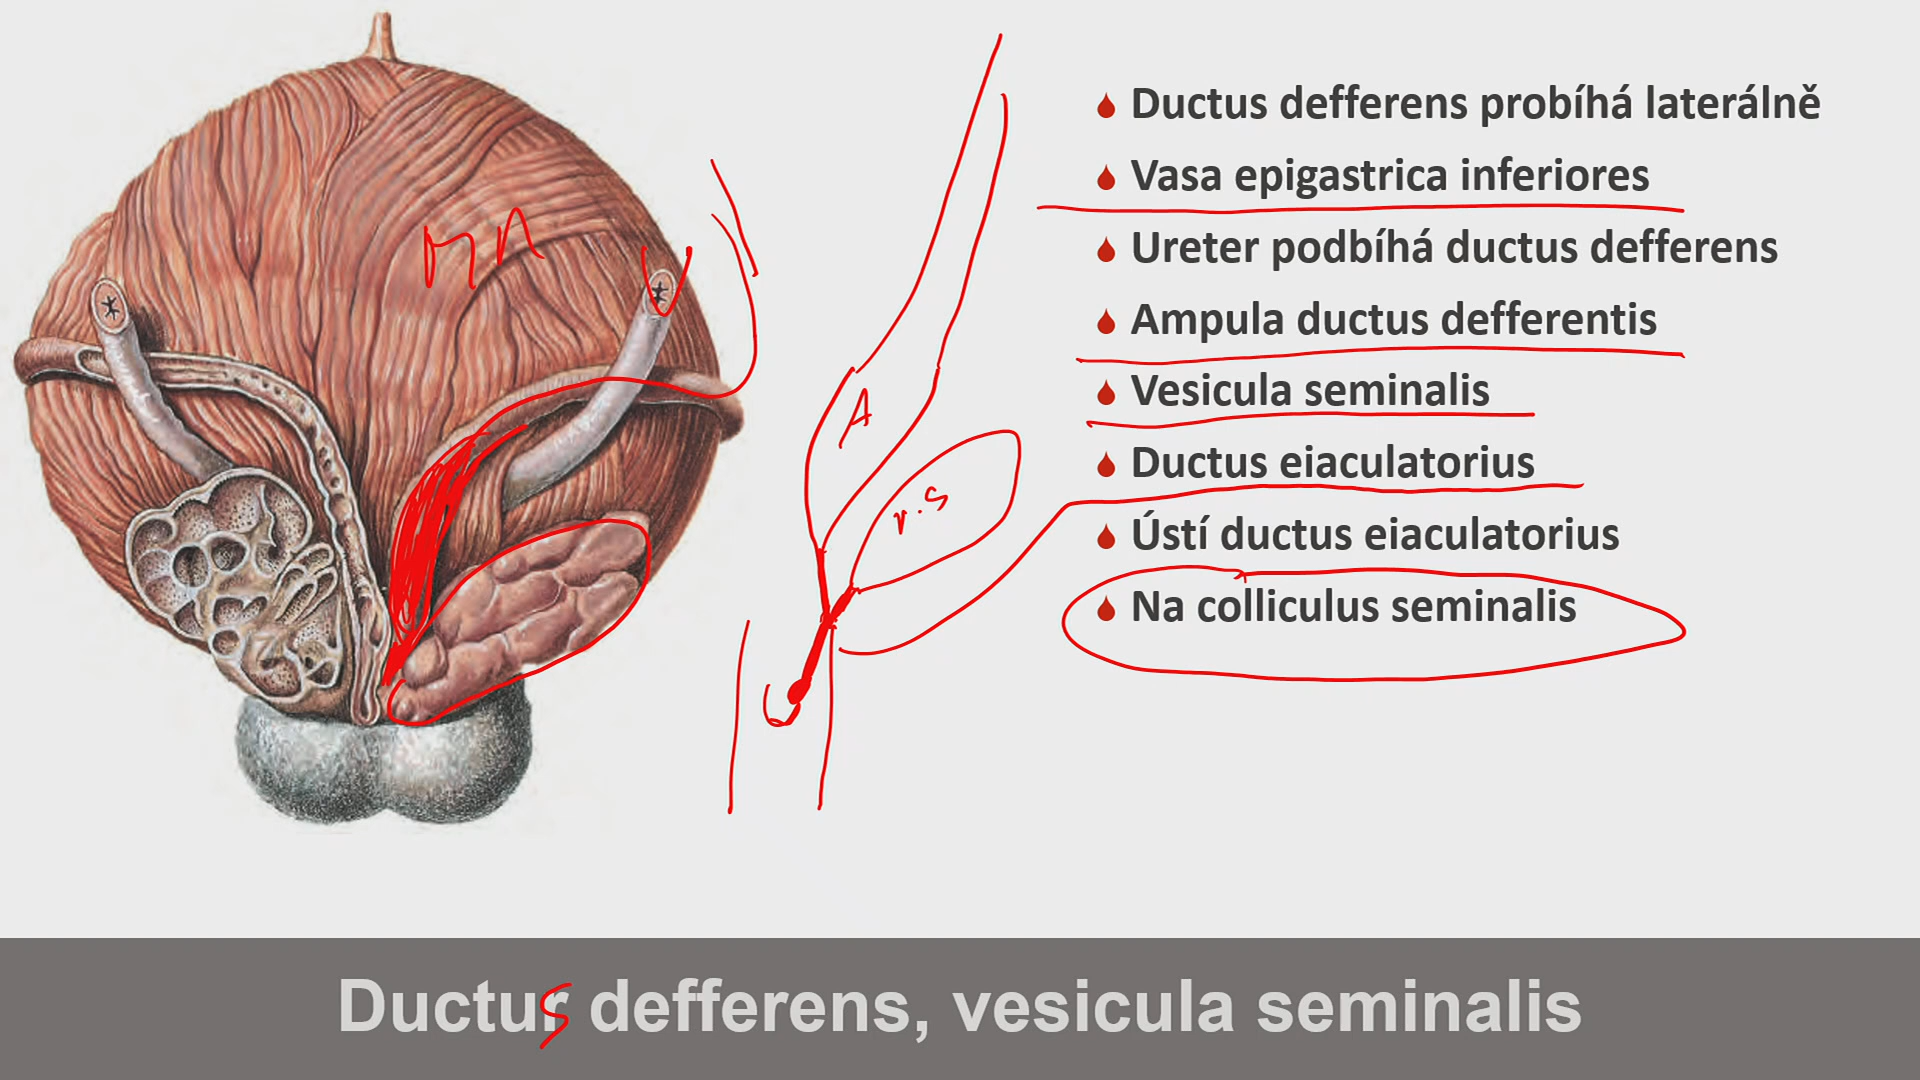 Ductus defferens probíhá laterálně
Vasa epigastrica inferiores
Ureter podbíhá ductus defferens
Ampula ductus defferentis
Vesicula seminalis
Ductus eiaculatorius
Ústí ductus eiaculatorius
Na colliculus seminalis
A
v.s
Ductus defferens, vesicula seminalis